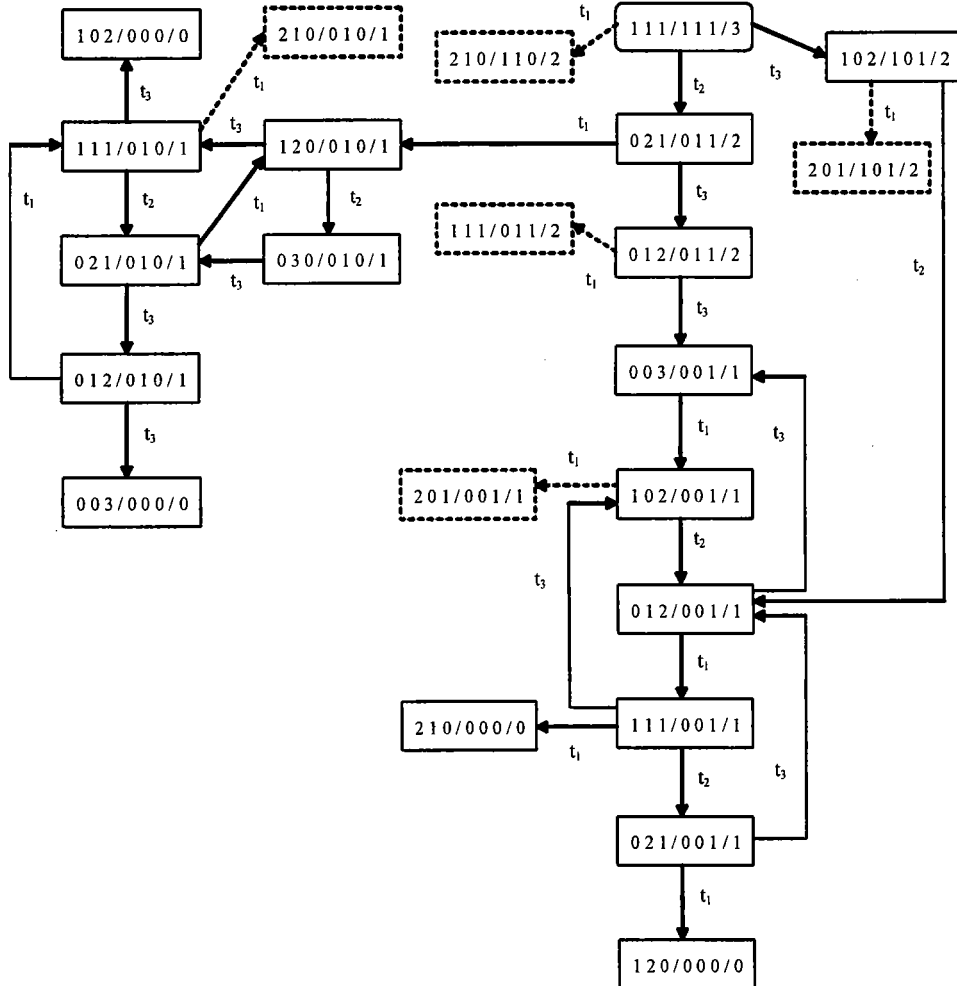 t₁
102/000/0
210/010/1
111/111/3
210/110/2
t₃
102/101/2
t₃
t₁
t₂
t₃
t₁
t₁
111/010/1
120/010/1
021/011/2
201/101/2
t₁
t₂
t₁
t₂
t₃
111/011/2
021/010/1
030/010/1
012/011/2
t₃
t₁
t₂
t₃
t₃
012/010/1
003/001/1
t₃
t₁
t₃
t₁
201/001/1
102/001/1
003/000/0
t₂
t₃
012/001/1
t₁
210/000/0
111/001/1
t₁
t₂
t₃
021/001/1
t₁
120/000/0